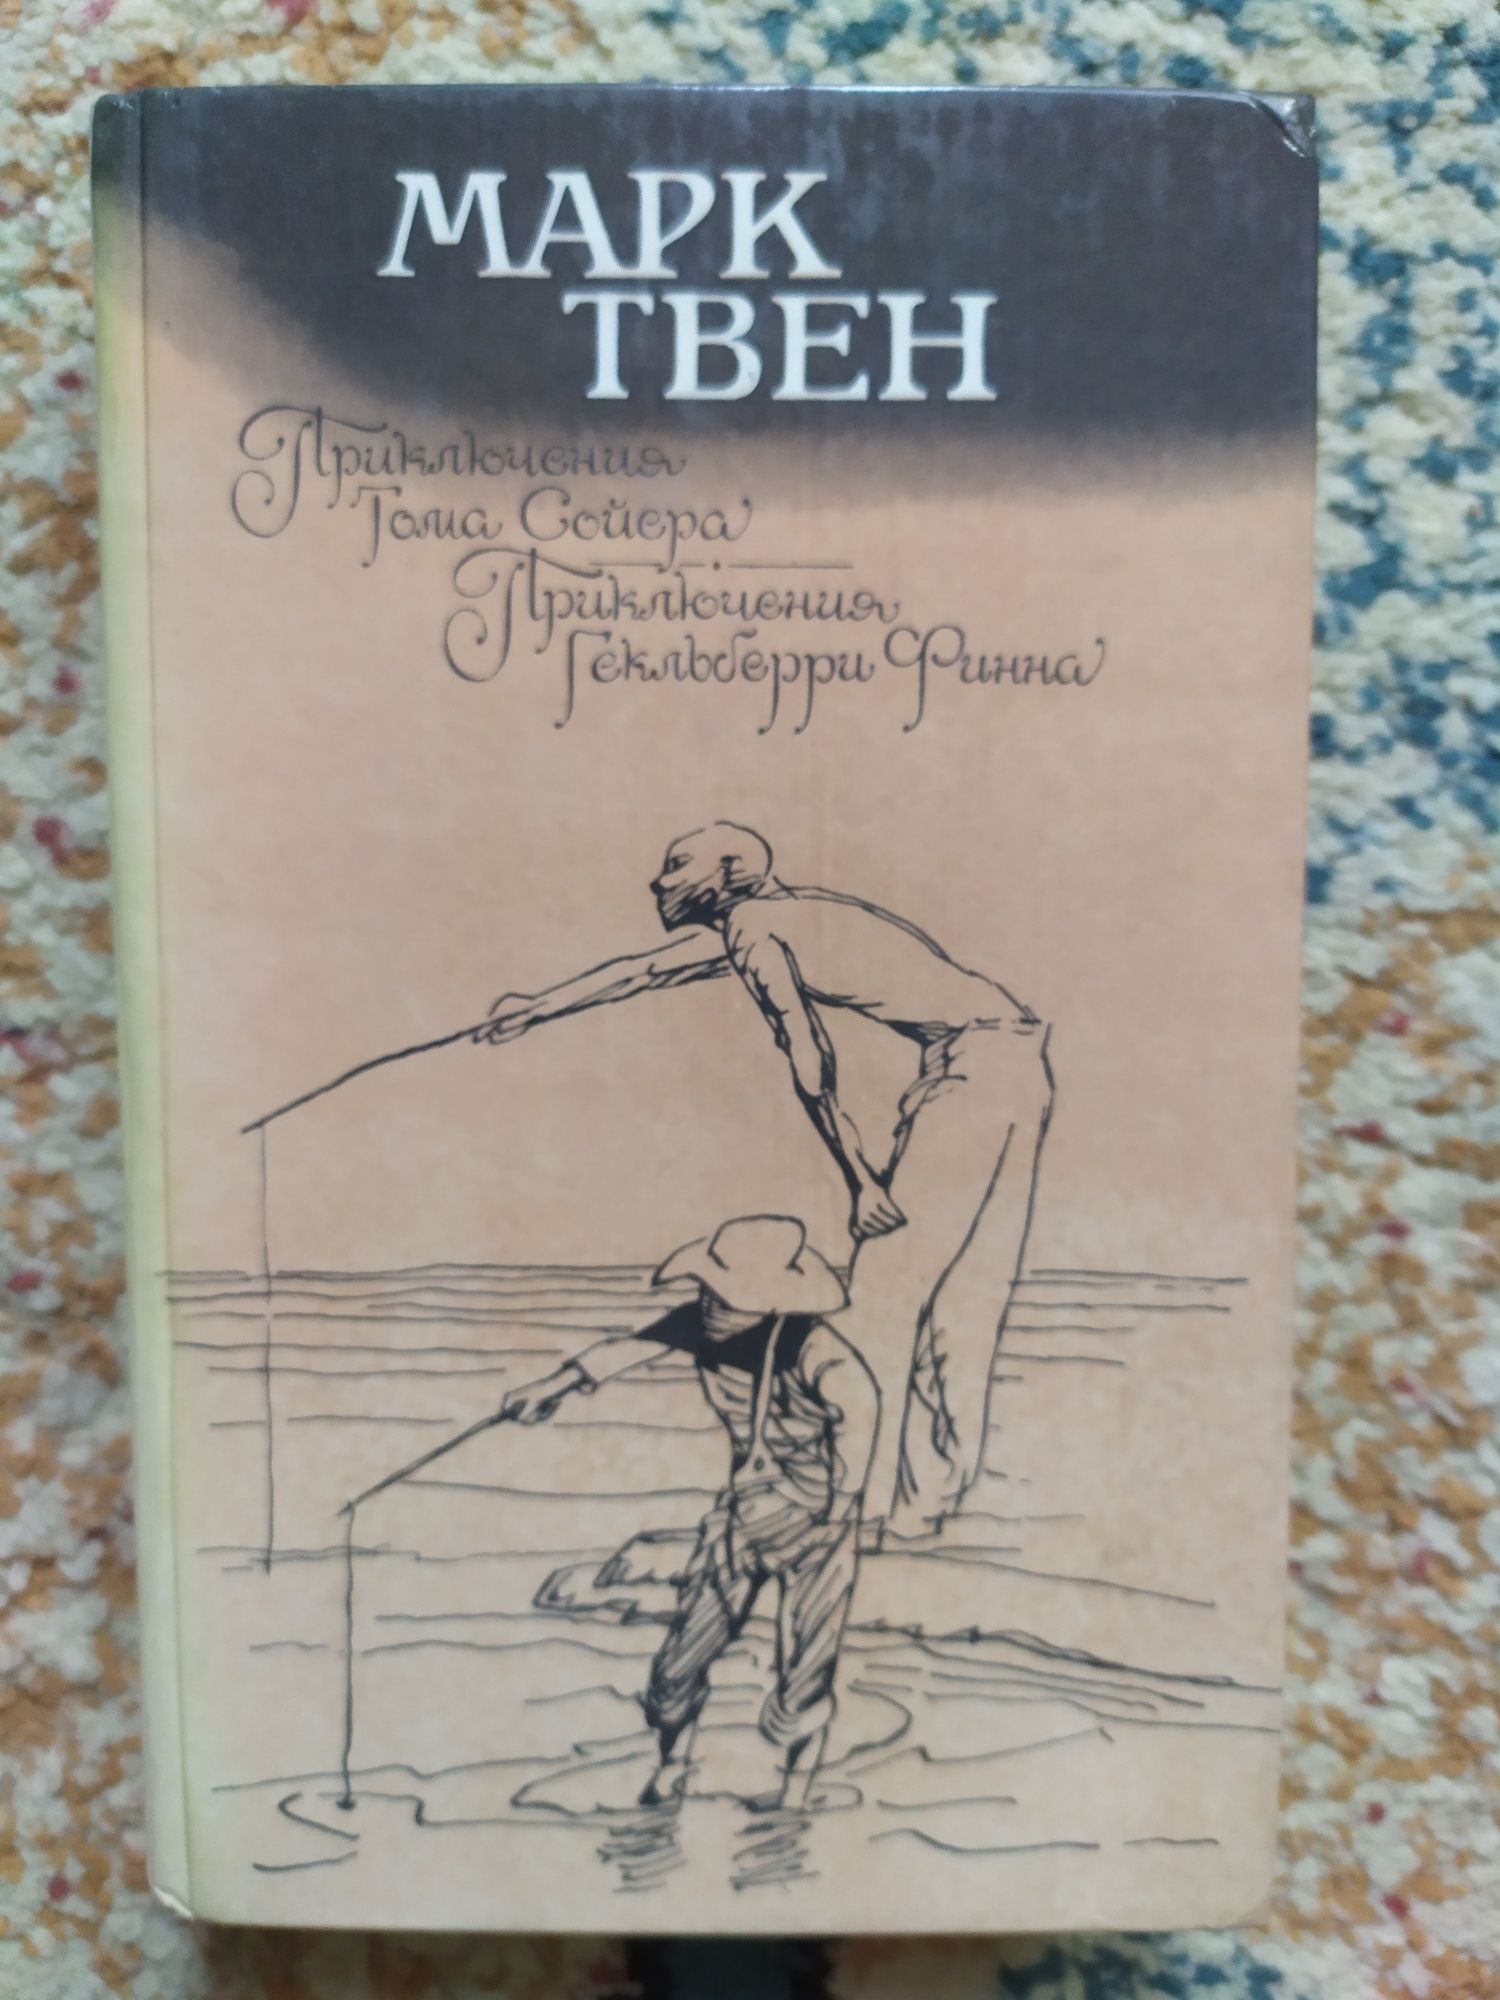 МАРК
ТВЕН
Приключения
Тома Сойера
Приключения
Гекльберри Финна